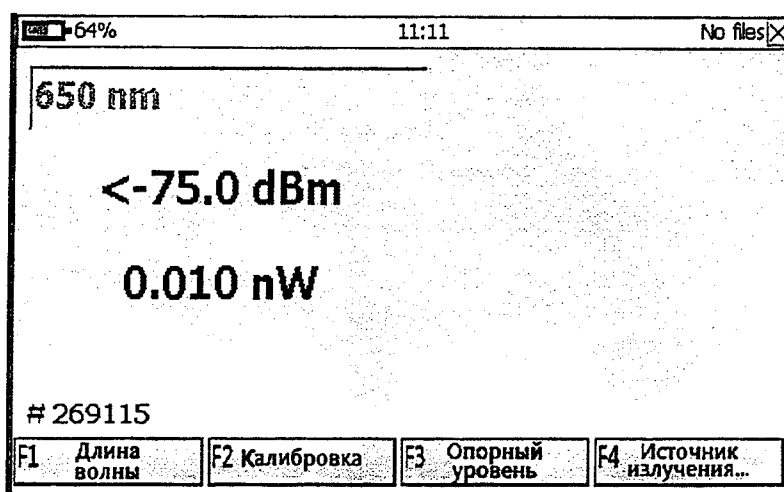 64% 11:11 No files
650 nm
<-75.0 dBm
0.010 nW
#269115
F1 Длина волны F2 Калибровка F3 Опорный уровень F4 Источник излучения...